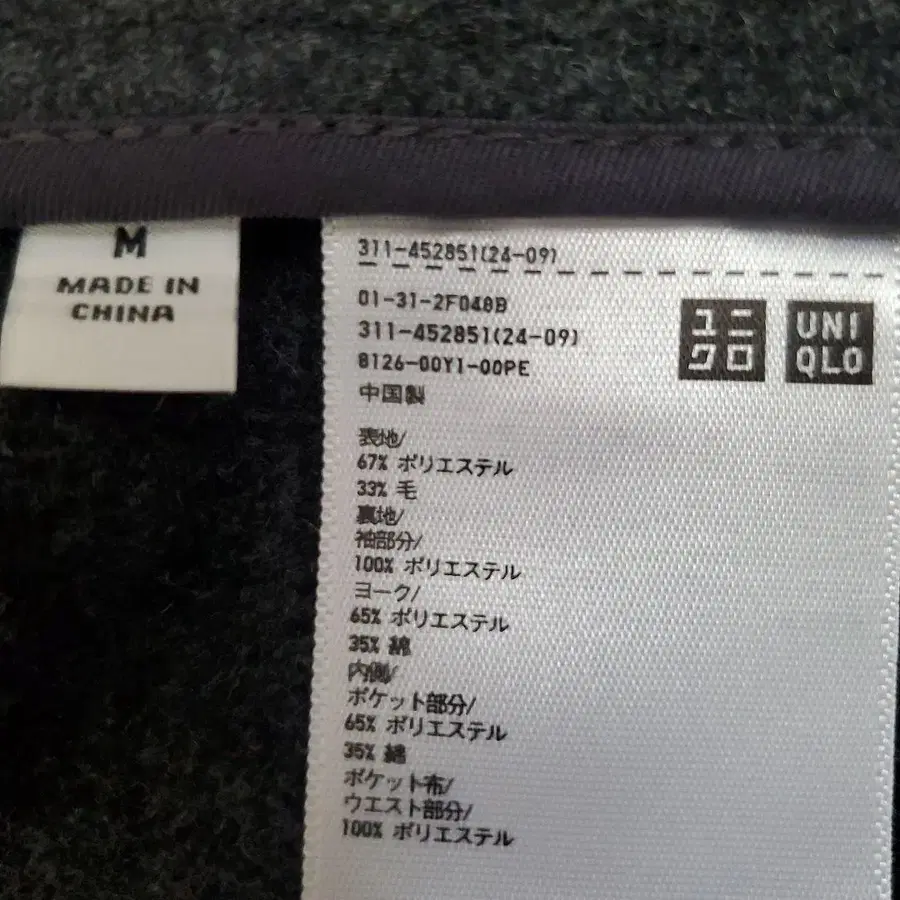 M
MADE IN
CHINA
311-452851(24-09)
01-31-2F048B
311-452851(24-09)
8126-00Y1-00PE
中国製
ユニ
クロ
UNI
QLO
表地/
67% ポリエステル
33% 毛
裏地/
袖部分/
100% ポリエステル
ヨーク/
65% ポリエステル
35% 綿
内側/
ポケット部分/
65% ポリエステル
35% 綿
ポケット布/
ウエスト部分/
100% ポリエステル